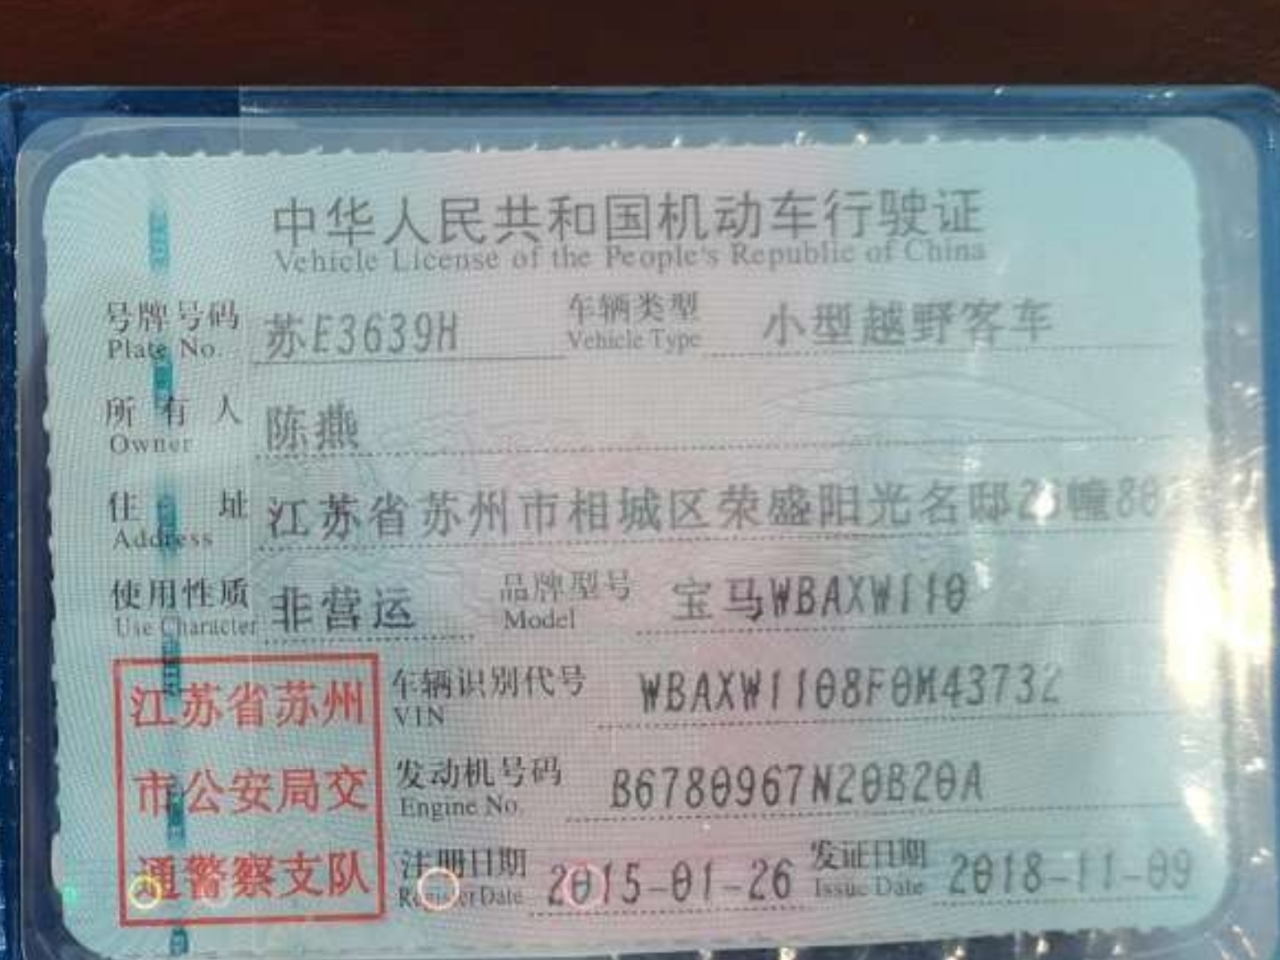 中华人民共和国机动车行驶证
Vehicle License of the People's Republic of China
号牌号码 苏E3639H 车辆类型 小型越野客车
Plate No. Vehicle Type
所有人 陈燕
Owner
住址 江苏省苏州市相城区荣盛阳光名邸
Address
使用性质 非营运 品牌型号 宝马WBAXW110
Use Character Model
江苏省苏州 车辆识别代号 WBAXW1108F0M43732
VIN
市公安局交 发动机号码 B6780967N20B20A
Engine No.
通警察支队 注册日期 2015-01-26 发证日期 2018-11-09
Register Date Issue Date